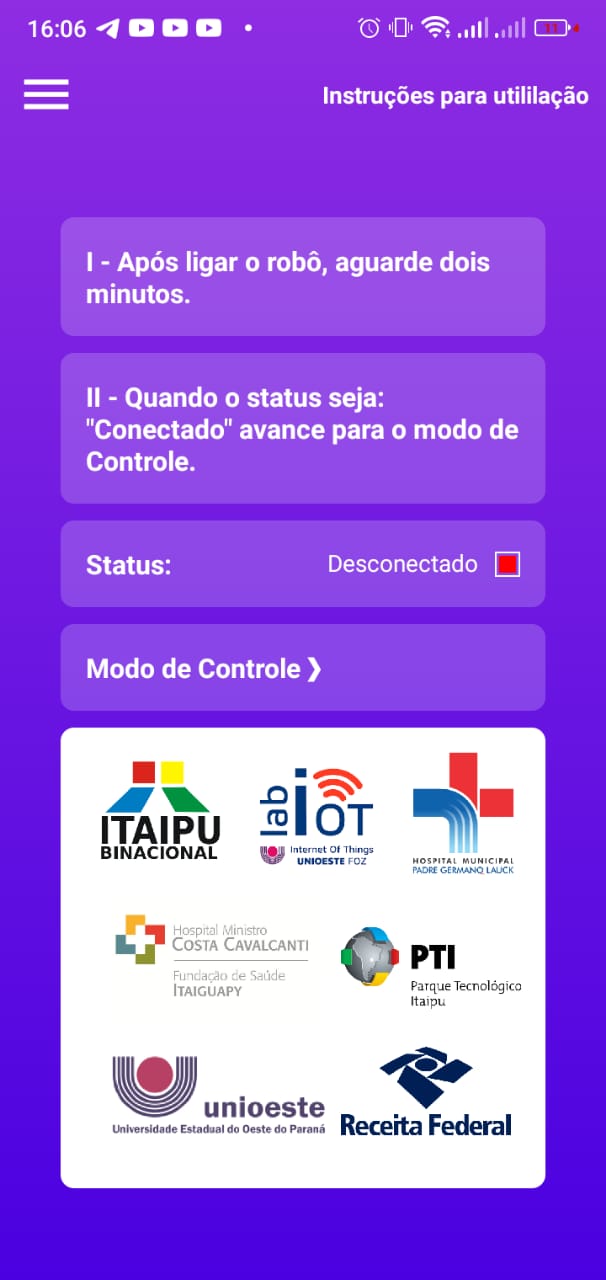 16:06
11
Instruções para utililação
I - Após ligar o robô, aguarde dois
minutos.
II - Quando o status seja:
"Conectado" avance para o modo de
Controle.
Status: Desconectado
Modo de Controle ❯
ITAIPU
BINACIONAL
lab
iOT
Internet Of Things
UNIOESTE FOZ
HOSPITAL MUNICIPAL
PADRE GERMANO LAUCK
Hospital Ministro
COSTA CAVALCANTI
Fundação de Saúde
ITAIGUAPY
PTI
Parque Tecnológico
Itaipu
unioeste
Universidade Estadual do Oeste do Paraná
Receita Federal